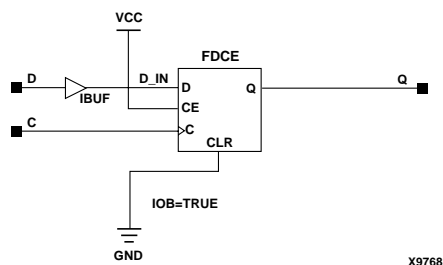 VCC
FDCE
D
D_IN
D
Q
Q
IBUF
CE
C
C
CLR
IOB=TRUE
GND
X9768